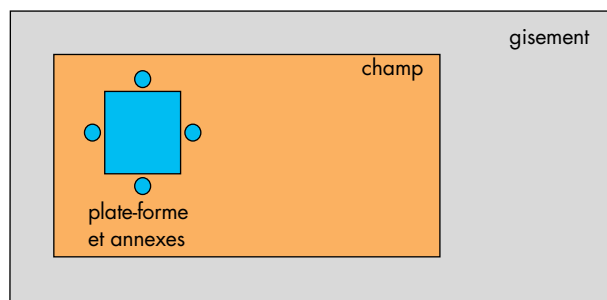 gisement
champ
plate-forme
et annexes